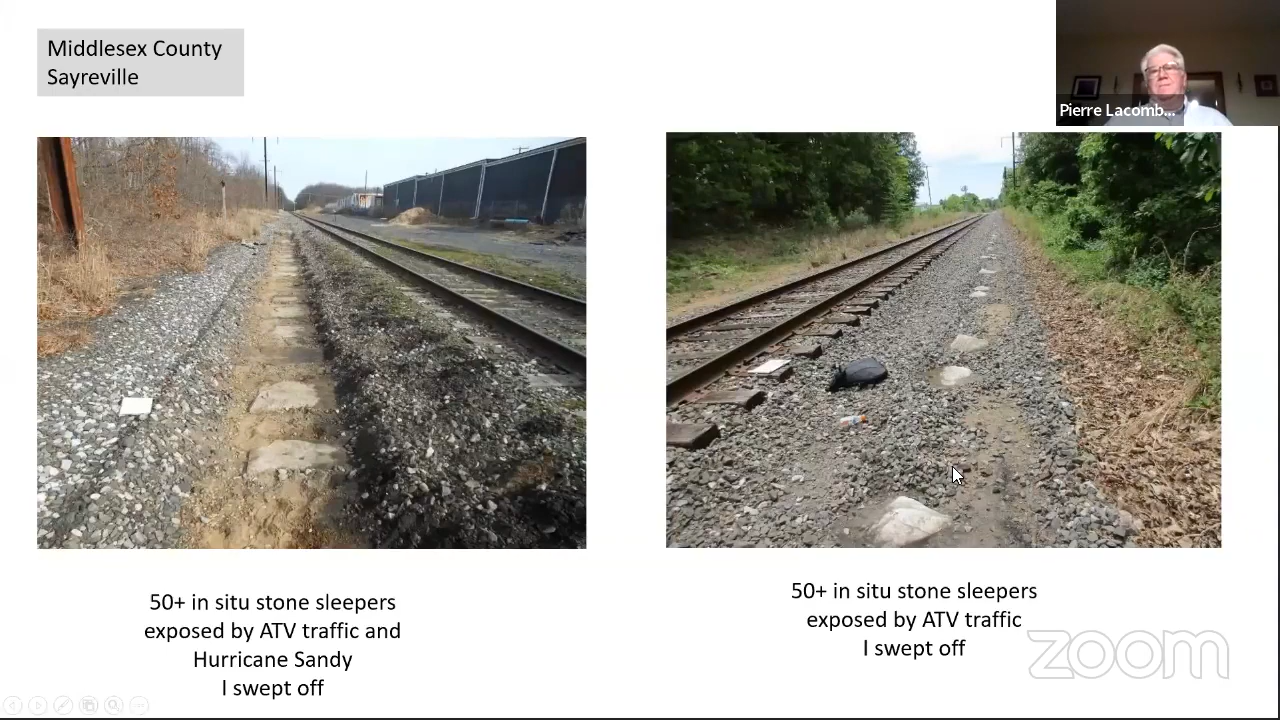 Middlesex County
Sayreville
Pierre Lacomb...
50+ in situ stone sleepers
exposed by ATV traffic and
Hurricane Sandy
I swept off
50+ in situ stone sleepers
exposed by ATV traffic
I swept off
zoom